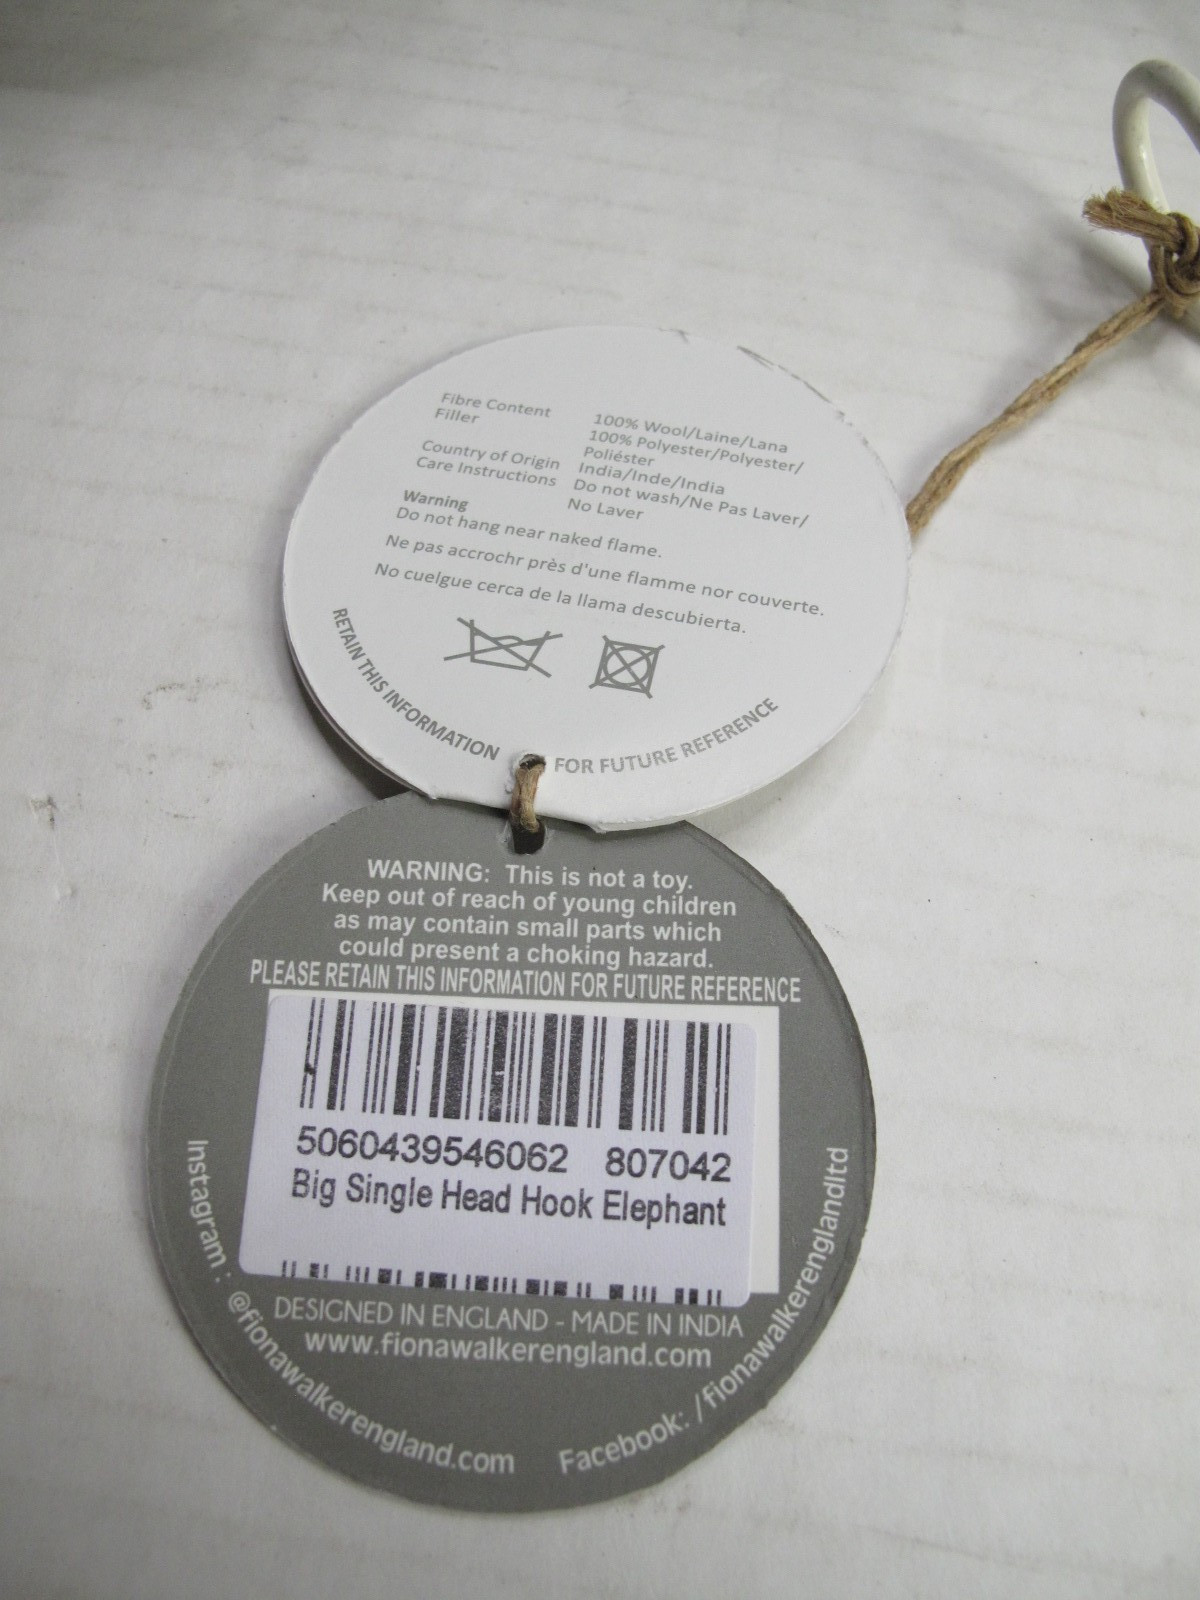 Fibre Content 100% Wool/Laine/Lana
Filler 100% Polyester/Polyester/
Poliéster
Country of Origin India/Inde/India
Care Instructions Do not wash/Ne Pas Laver/
No Laver
Warning
Do not hang near naked flame.
Ne pas accrochr près d'une flamme nor couverte.
No cuelgue cerca de la llama descubierta.
RETAIN THIS INFORMATION FOR FUTURE REFERENCE
WARNING: This is not a toy.
Keep out of reach of young children
as may contain small parts which
could present a choking hazard.
PLEASE RETAIN THIS INFORMATION FOR FUTURE REFERENCE
5060439546062 807042
Big Single Head Hook Elephant
DESIGNED IN ENGLAND - MADE IN INDIA
www.fionawalkerengland.com
Instagram : @fionawalkerengland.com
Facebook: /fionawalkerenglandltd